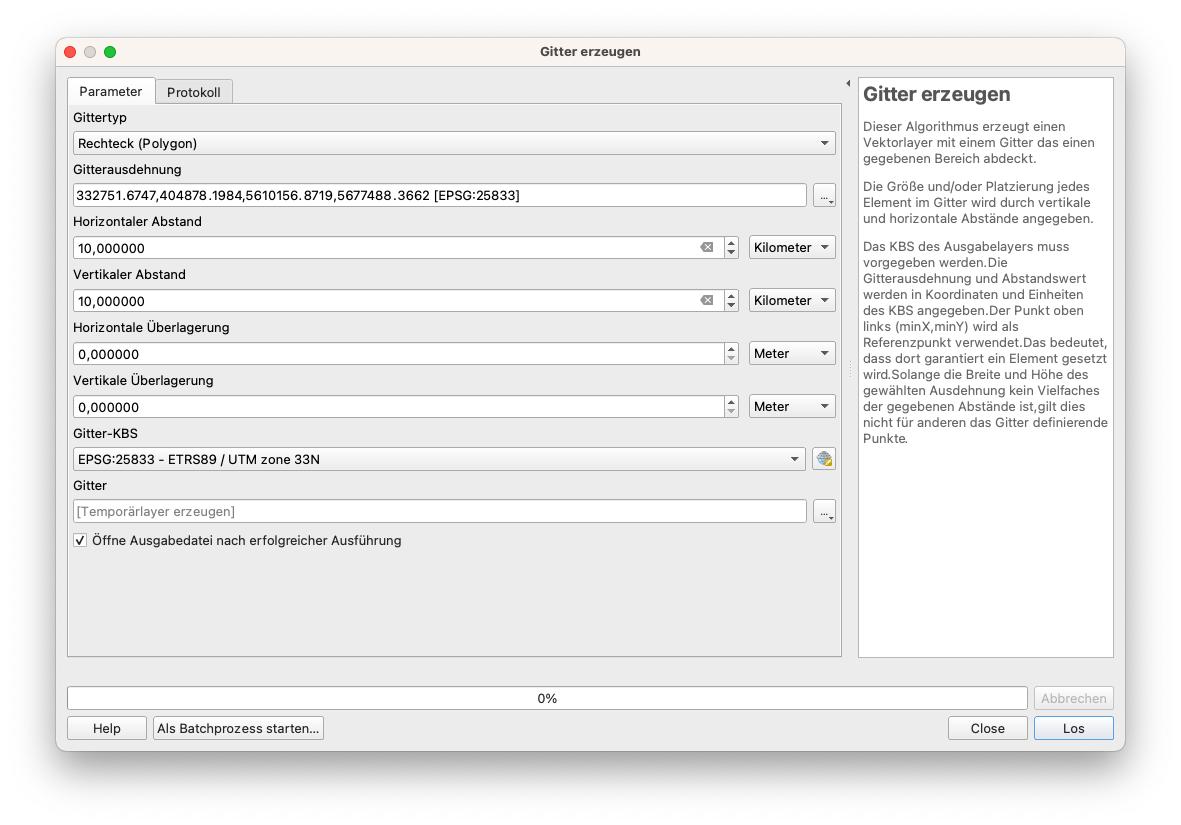 Gitter erzeugen
Parameter
Protokoll
Gittertyp
Rechteck (Polygon)
Gitterausdehnung
332751.6747,404878.1984,5610156.8719,5677488.3662 [EPSG:25833]
...
Horizontaler Abstand
10,000000
Kilometer
Vertikaler Abstand
10,000000
Kilometer
Horizontale Überlagerung
0,000000
Meter
Vertikale Überlagerung
0,000000
Meter
Gitter-KBS
EPSG:25833 - ETRS89 / UTM zone 33N
Gitter
[Temporärlayer erzeugen]
...
Öffne Ausgabedatei nach erfolgreicher Ausführung
Gitter erzeugen
Dieser Algorithmus erzeugt einen
Vektorlayer mit einem Gitter das einen
gegebenen Bereich abdeckt.
Die Größe und/oder Platzierung jedes
Element im Gitter wird durch vertikale
und horizontale Abstände angegeben.
Das KBS des Ausgabelayers muss
vorgegeben werden.Die
Gitterausdehnung und Abstandswert
werden in Koordinaten und Einheiten
des KBS angegeben.Der Punkt oben
links (minX,minY) wird als
Referenzpunkt verwendet.Das bedeutet,
dass dort garantiert ein Element gesetzt
wird.Solange die Breite und Höhe des
gewählten Ausdehnung kein Vielfaches
der gegebenen Abstände ist,gilt dies
nicht für anderen das Gitter definierende
Punkte.
0%
Abbrechen
Help
Als Batchprozess starten...
Close
Los